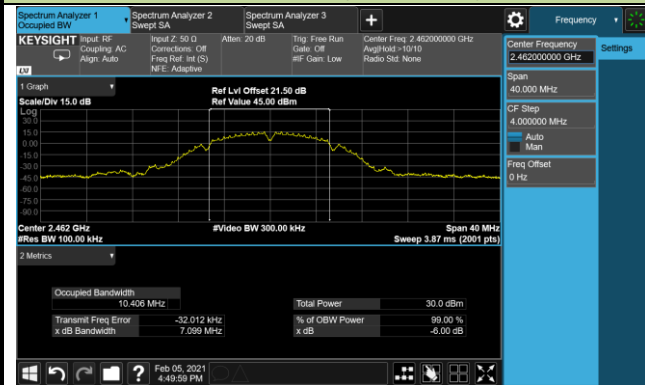 Spectrum Analyzer 1
Occupied BW
Spectrum Analyzer 2
Swept SA
Spectrum Analyzer 3
Swept SA
+
Frequency
KEYSIGHT
Input: RF
Coupling: AC
Align: Auto
Input Z: 50 Ω
Corrections: Off
Freq Ref: Int (S)
NFE: Adaptive
Atten: 20 dB
Trig: Free Run
Gate: Off
#IF Gain: Low
Center Freq: 2.462000000 GHz
Avg|Hold:>10/10
Radio Std: None
LXI
1 Graph
Scale/Div 15.0 dB
Ref Lvl Offset 21.50 dB
Ref Value 45.00 dBm
Log
30.0
15.0
0.00
-15.0
-30.0
-45.0
-60.0
-75.0
-90.0
Center 2.462 GHz
#Video BW 300.00 kHz
Span 40 MHz
#Res BW 100.00 kHz
Sweep 3.87 ms (2001 pts)
2 Metrics
Occupied Bandwidth
10.406 MHz
Total Power
30.0 dBm
Transmit Freq Error
-32.012 kHz
% of OBW Power
99.00 %
x dB Bandwidth
7.099 MHz
x dB
-6.00 dB
Center Frequency
2.462000000 GHz
Settings
Span
40.000 MHz
CF Step
4.000000 MHz
Auto
Man
Freq Offset
0 Hz
?
Feb 05, 2021
4:49:59 PM